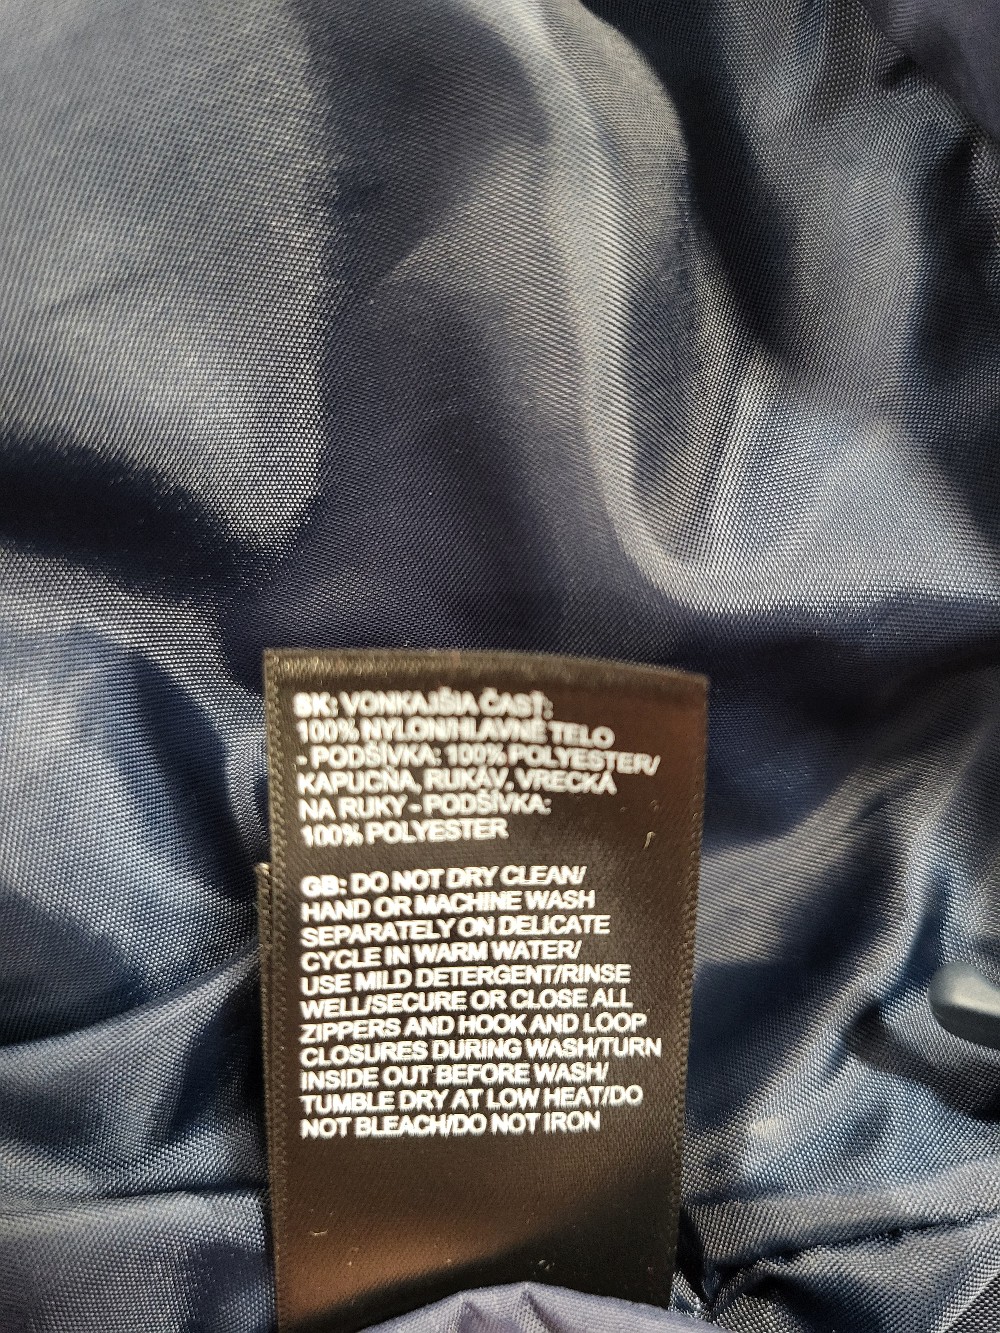 SK: VONKAJŠIA ČASŤ:
100% NYLON/HLAVNÉ TELO
- PODŠÍVKA: 100% POLYESTER/
KAPUCŇA, RUKÁV, VRECKÁ
NA RUKY - PODŠÍVKA:
100% POLYESTER
GB: DO NOT DRY CLEAN/
HAND OR MACHINE WASH
SEPARATELY ON DELICATE
CYCLE IN WARM WATER/
USE MILD DETERGENT/RINSE
WELL/SECURE OR CLOSE ALL
ZIPPERS AND HOOK AND LOOP
CLOSURES DURING WASH/TURN
INSIDE OUT BEFORE WASH/
TUMBLE DRY AT LOW HEAT/DO
NOT BLEACH/DO NOT IRON